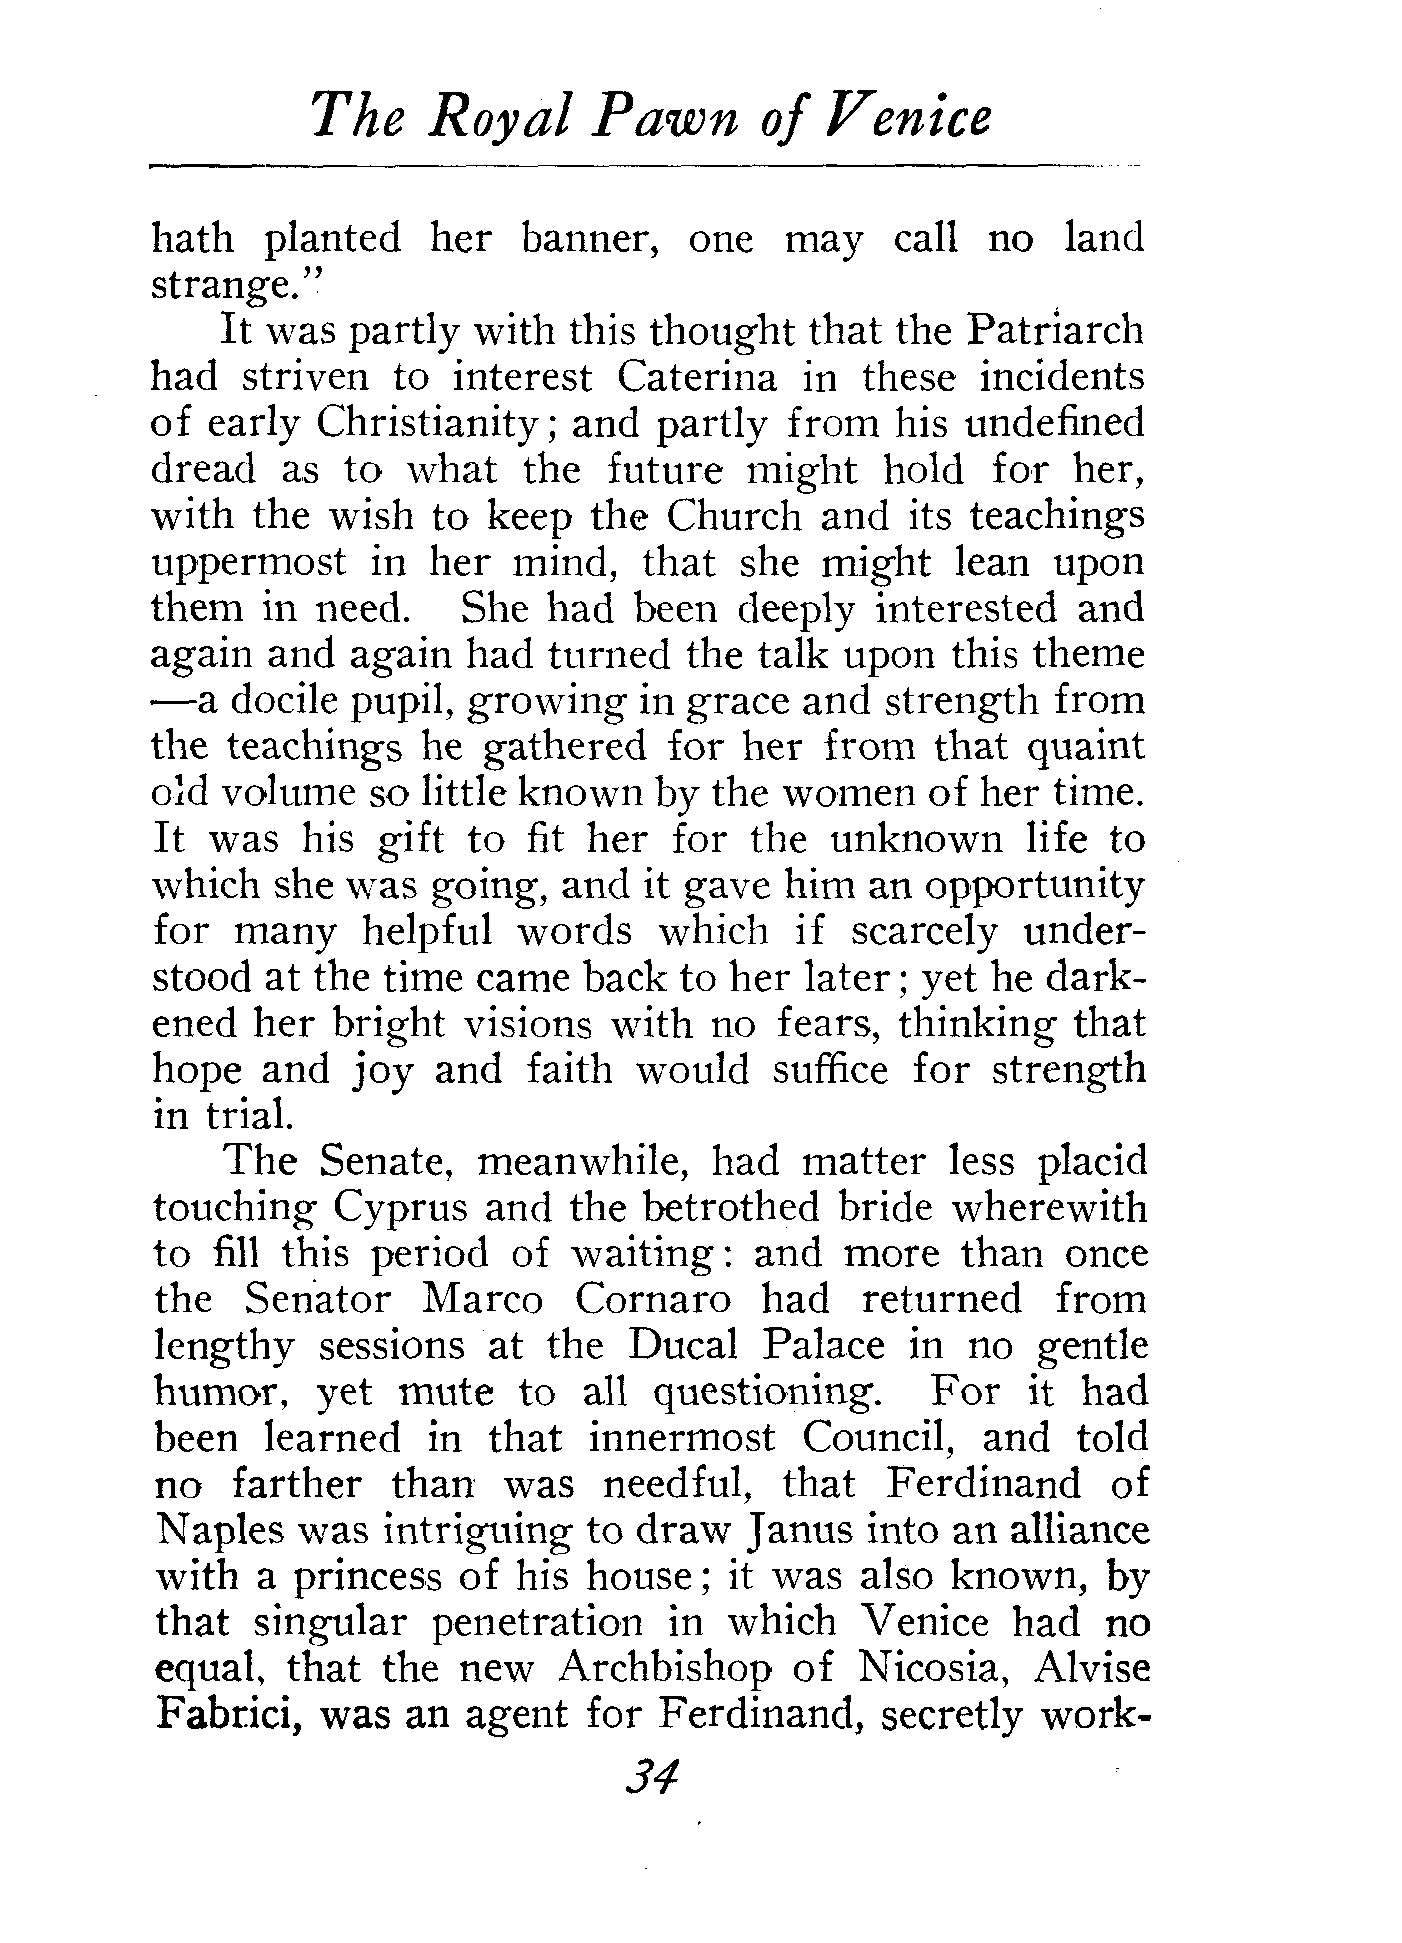 The Royal Pawn of Venice
hath planted her banner, one may call no land
strange."
It was partly with this thought that the Patriarch
had striven to interest Caterina in these incidents
of early Christianity; and partly from his undefined
dread as to what the future might hold for her,
with the wish to keep the Church and its teachings
uppermost in her mind, that she might lean upon
them in need. She had been deeply interested and
again and again had turned the talk upon this theme
—a docile pupil, growing in grace and strength from
the teachings he gathered for her from that quaint
old volume so little known by the women of her time.
It was his gift to fit her for the unknown life to
which she was going, and it gave him an opportunity
for many helpful words which if scarcely under-
stood at the time came back to her later; yet he dark-
ened her bright visions with no fears, thinking that
hope and joy and faith would suffice for strength
in trial.
The Senate, meanwhile, had matter less placid
touching Cyprus and the betrothed bride wherewith
to fill this period of waiting: and more than once
the Senator Marco Cornaro had returned from
lengthy sessions at the Ducal Palace in no gentle
humor, yet mute to all questioning. For it had
been learned in that innermost Council, and told
no farther than was needful, that Ferdinand of
Naples was intriguing to draw Janus into an alliance
with a princess of his house; it was also known, by
that singular penetration in which Venice had no
equal, that the new Archbishop of Nicosia, Alvise
Fabrici, was an agent for Ferdinand, secretly work-
34